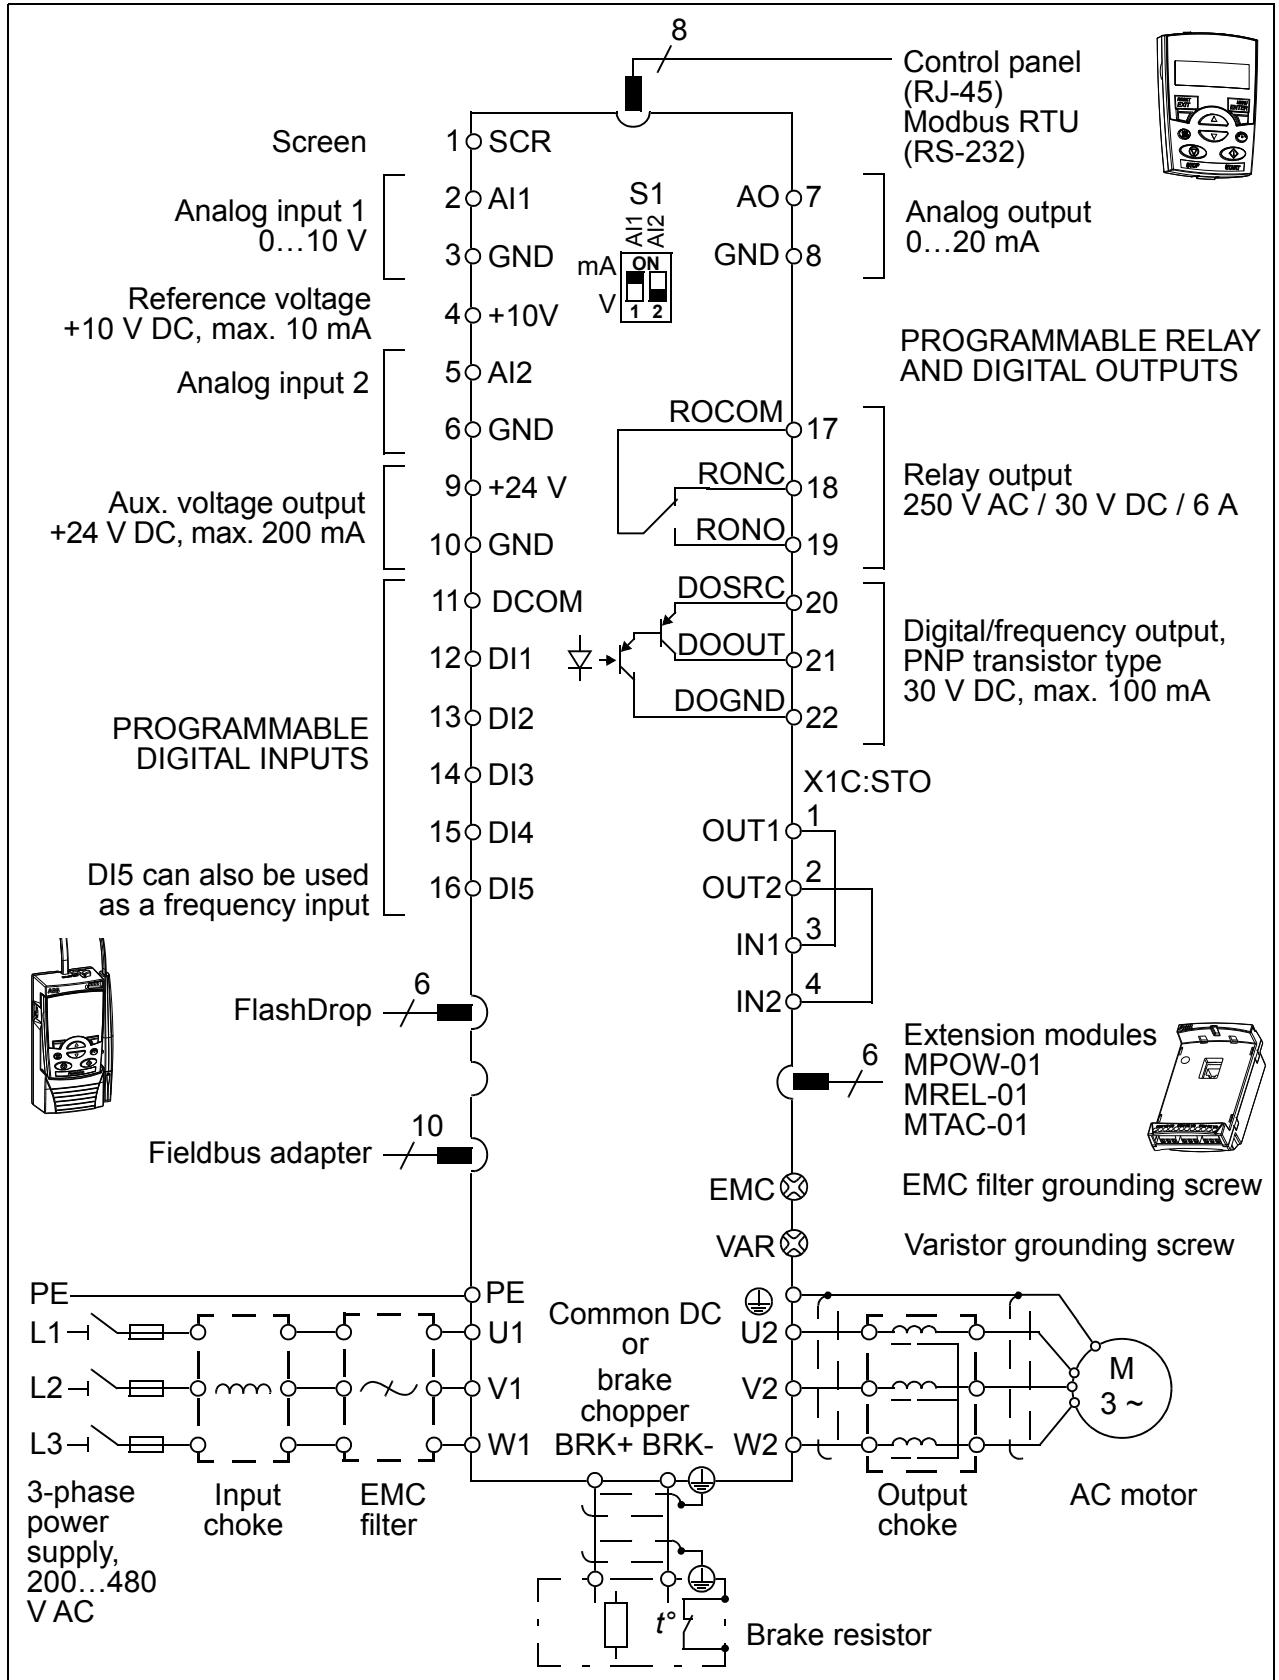 8
Control panel
(RJ-45)
Modbus RTU
(RS-232)
RESET
EXIT
MENU
ENTER
STOP
START
Screen
1 SCR
Analog input 1
0…10 V
2 AI1
3 GND
S1
AI1
AI2
mA
V
ON
1 2
AO 7
GND 8
Analog output
0…20 mA
Reference voltage
+10 V DC, max. 10 mA
4 +10V
Analog input 2
5 AI2
6 GND
PROGRAMMABLE RELAY
AND DIGITAL OUTPUTS
Aux. voltage output
+24 V DC, max. 200 mA
9 +24 V
10 GND
ROCOM 17
RONC 18
RONO 19
Relay output
250 V AC / 30 V DC / 6 A
PROGRAMMABLE
DIGITAL INPUTS
11 DCOM
12 DI1
13 DI2
14 DI3
15 DI4
16 DI5
DI5 can also be used
as a frequency input
DOSRC 20
DOOUT 21
DOGND 22
Digital/frequency output,
PNP transistor type
30 V DC, max. 100 mA
X1C:STO
OUT1 1
OUT2 2
IN1 3
IN2 4
ABB
FlashDrop
6
Fieldbus adapter
10
6
Extension modules
MPOW-01
MREL-01
MTAC-01
EMC
EMC filter grounding screw
VAR
Varistor grounding screw
PE
PE
L1
U1
L2
V1
L3
W1
Common DC
or
brake
chopper
BRK+ BRK-
U2
V2
W2
M
3 ~
3-phase
power
supply,
200…480
V AC
Input
choke
EMC
filter
Output
choke
AC motor
t°
Brake resistor